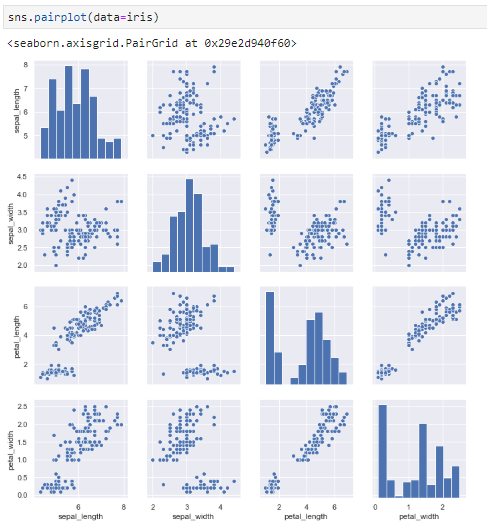 sns.pairplot(data=iris)
<seaborn.axisgrid.PairGrid at 0x29e2d940f60>
8
7
6
5
sepal_length
4.5
4.0
3.5
3.0
2.5
2.0
sepal_width
6
4
2
petal_length
2.5
2.0
1.5
1.0
0.5
0.0
petal_width
6 8 2 3 4 2 4 6 0 1 2
sepal_length sepal_width petal_length petal_width